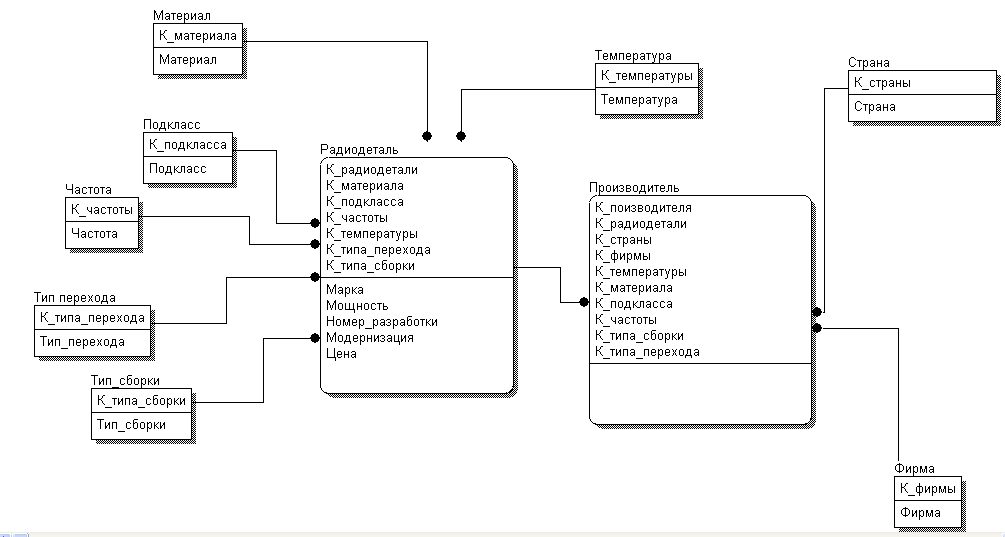 Материал
К_материала
Материал
Температура
К_температуры
Температура
Страна
К_страны
Страна
Подкласс
К_подкласса
Подкласс
Частота
К_частоты
Частота
Тип перехода
К_типа_перехода
Тип_перехода
Тип_сборки
К_типа_сборки
Тип_сборки
Радиодеталь
К_радиодетали
К_материала
К_подкласса
К_частоты
К_температуры
К_типа_перехода
К_типа_сборки
Марка
Мощность
Номер_разработки
Модернизация
Цена
Производитель
К_поизводителя
К_радиодетали
К_страны
К_фирмы
К_температуры
К_материала
К_подкласса
К_частоты
К_типа_сборки
К_типа_перехода
Фирма
К_фирмы
Фирма